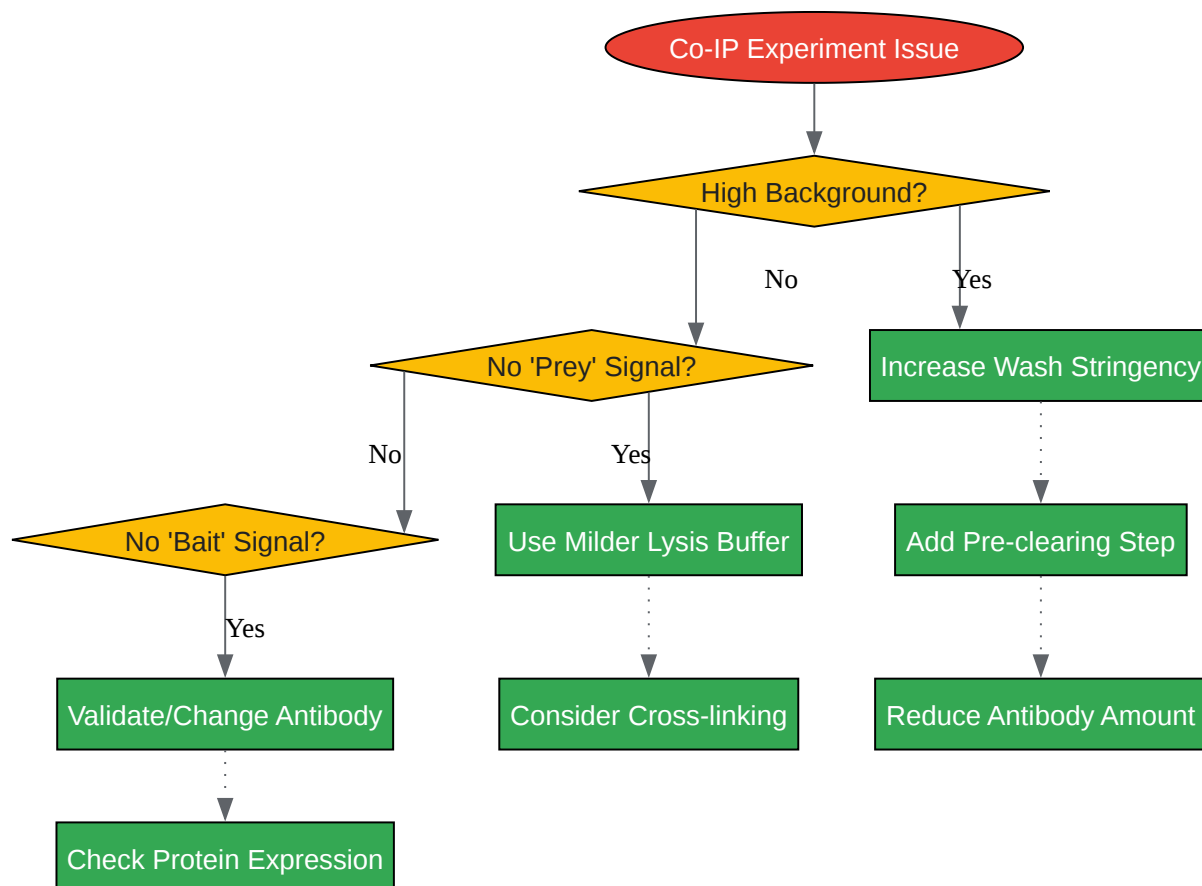 Co-IP Experiment Issue
High Background?
No
Yes
No 'Prey' Signal?
Increase Wash Stringency
No
Yes
No 'Bait' Signal?
Use Milder Lysis Buffer
Add Pre-clearing Step
Yes
Validate/Change Antibody
Consider Cross-linking
Reduce Antibody Amount
Check Protein Expression